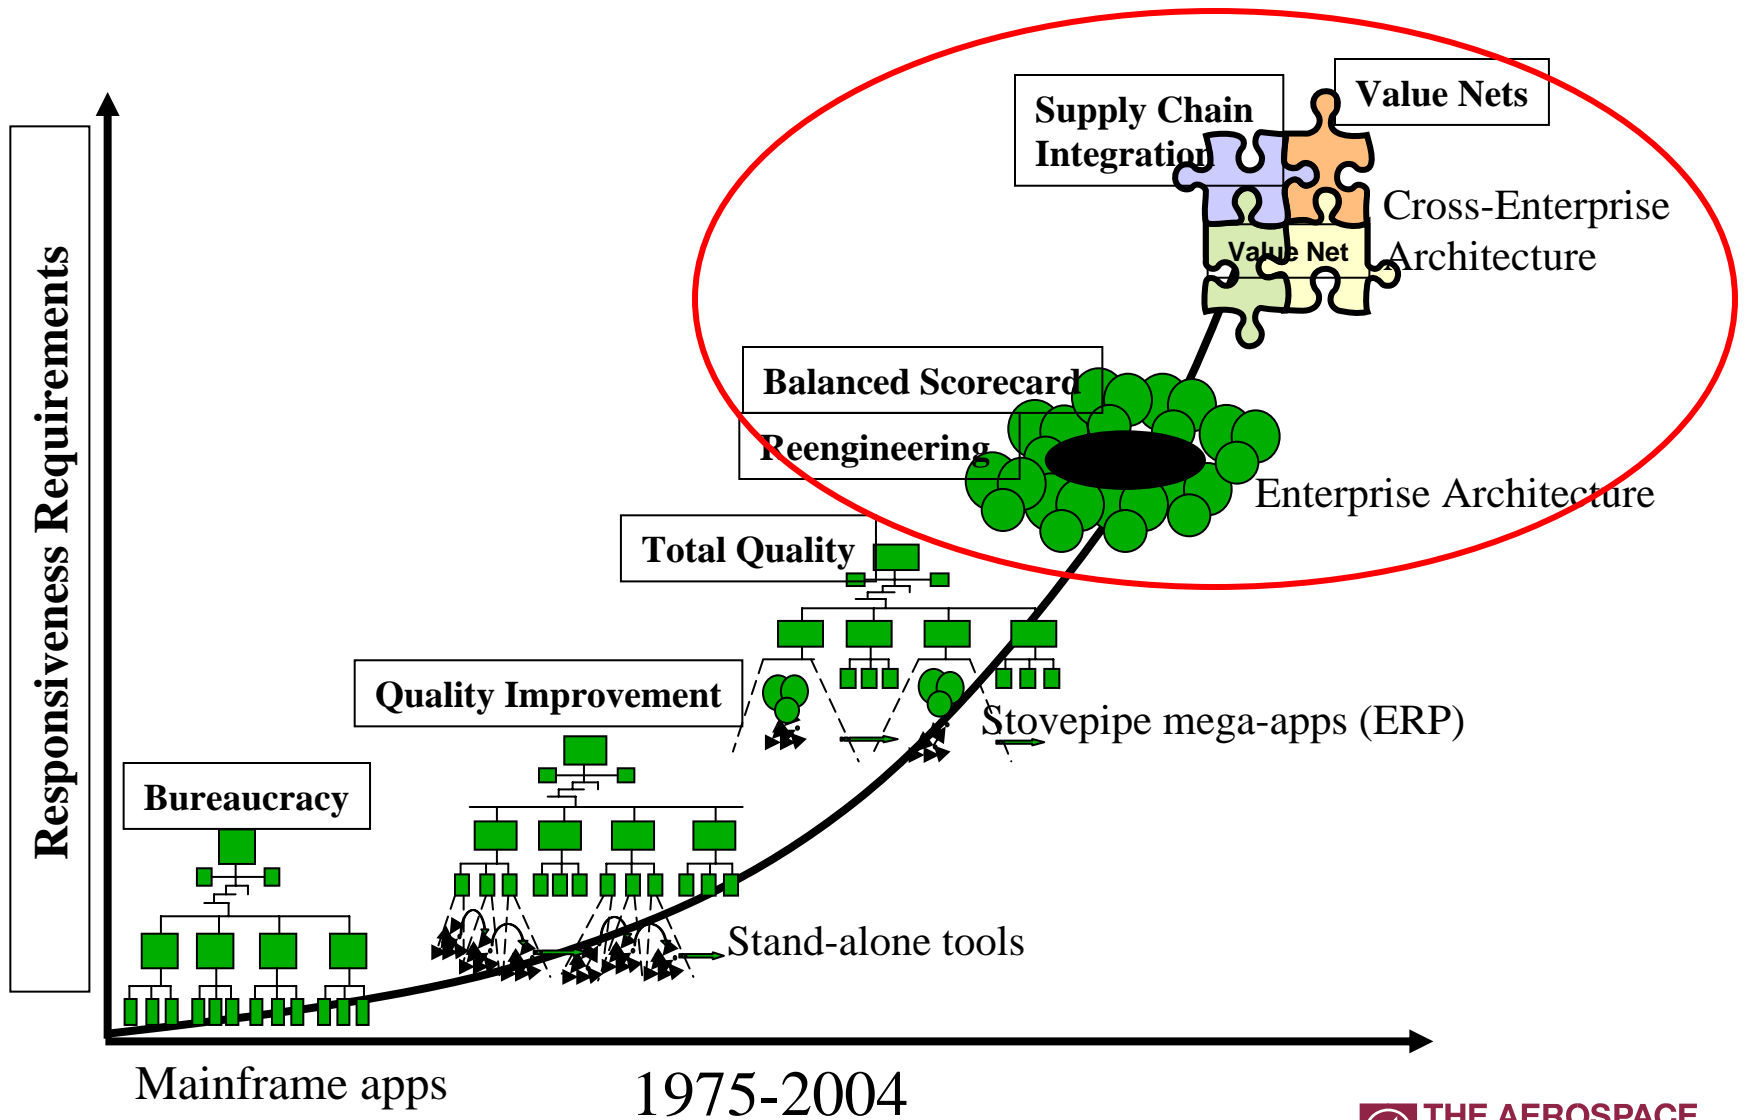 Value Nets
Supply Chain
Integration
Cross-Enterprise
Architecture
Value Net
Balanced Scorecard
Reengineering
Enterprise Architecture
Total Quality
Quality Improvement
Stovepipe mega-apps (ERP)
Bureaucracy
Stand-alone tools
Responsiveness Requirements
Mainframe apps
1975-2004
THE AEROSPACE